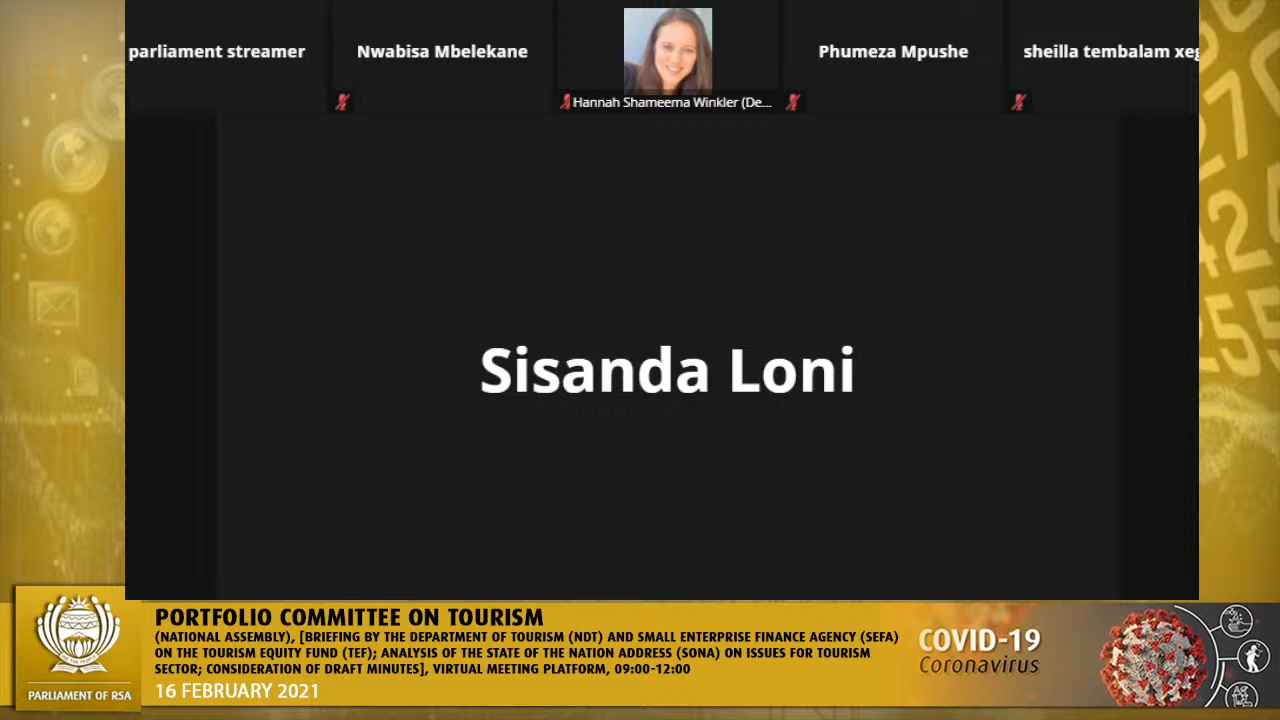 parliament streamer
Nwabisa Mbelekane
Hannah Shameema Winkler (De...
Phumeza Mpushe
sheilla tembalam xeg
Sisanda Loni
PORTFOLIO COMMITTEE ON TOURISM
(NATIONAL ASSEMBLY), [BRIEFING BY THE DEPARTMENT OF TOURISM (NDT) AND SMALL ENTERPRISE FINANCE AGENCY (SEFA)
ON THE TOURISM EQUITY FUND (TEF); ANALYSIS OF THE STATE OF THE NATION ADDRESS (SONA) ON ISSUES FOR TOURISM
SECTOR; CONSIDERATION OF DRAFT MINUTES], VIRTUAL MEETING PLATFORM, 09:00-12:00
16 FEBRUARY 2021
PARLIAMENT OF RSA
COVID-19
Coronavirus